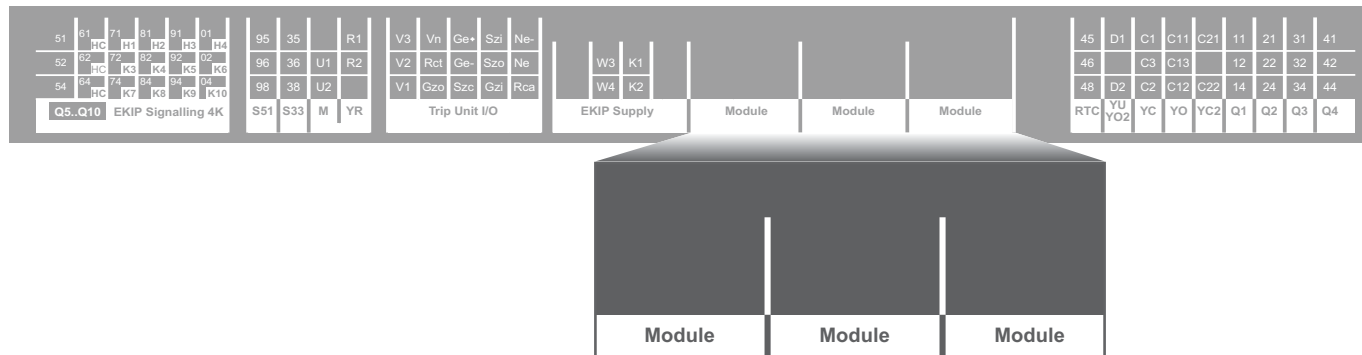 51 61 HC 71 H1 81 H2 91 H3 01 H4
52 62 HC 72 K3 82 K4 92 K5 02 K6
54 64 HC 74 K7 84 K8 94 K9 04 K10
Q5..Q10 EKIP Signalling 4K
95 35 R1
96 36 U1 R2
98 38 U2
S51 S33 M YR
V3 Vn Ge+ Szi Ne-
V2 Rct Ge- Szo Ne
V1 Gzo Szc Gzi Rca
Trip Unit I/O
W3 K1
W4 K2
EKIP Supply
Module Module Module
45 D1 C1 C11 C21 11 21 31 41
46 C3 C13 12 22 32 42
48 D2 C2 C12 C22 14 24 34 44
RTC YU YO2 YC YO YC2 Q1 Q2 Q3 Q4
Module Module Module